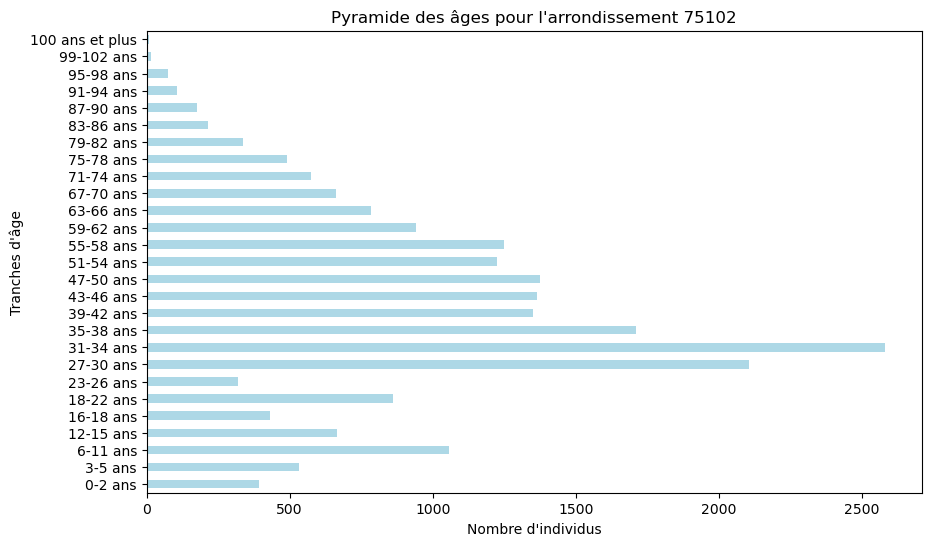 Pyramide des âges pour l'arrondissement 75102
100 ans et plus
99-102 ans
95-98 ans
91-94 ans
87-90 ans
83-86 ans
79-82 ans
75-78 ans
71-74 ans
67-70 ans
63-66 ans
59-62 ans
55-58 ans
51-54 ans
47-50 ans
43-46 ans
39-42 ans
35-38 ans
31-34 ans
27-30 ans
23-26 ans
18-22 ans
16-18 ans
12-15 ans
6-11 ans
3-5 ans
0-2 ans
Tranches d'âge
0 500 1000 1500 2000 2500
Nombre d'individus